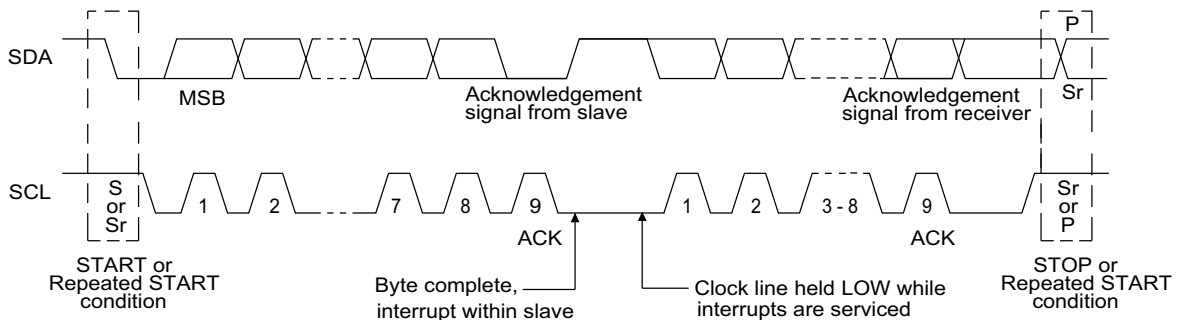 P
SDA
MSB
Acknowledgement
signal from slave
Acknowledgement
signal from receiver
Sr
SCL
S
or
Sr
1
2
7
8
9
1
2
3 - 8
9
Sr
or
P
ACK
ACK
START or
Repeated START
condition
Byte complete,
interrupt within slave
Clock line held LOW while
interrupts are serviced
STOP or
Repeated START
condition